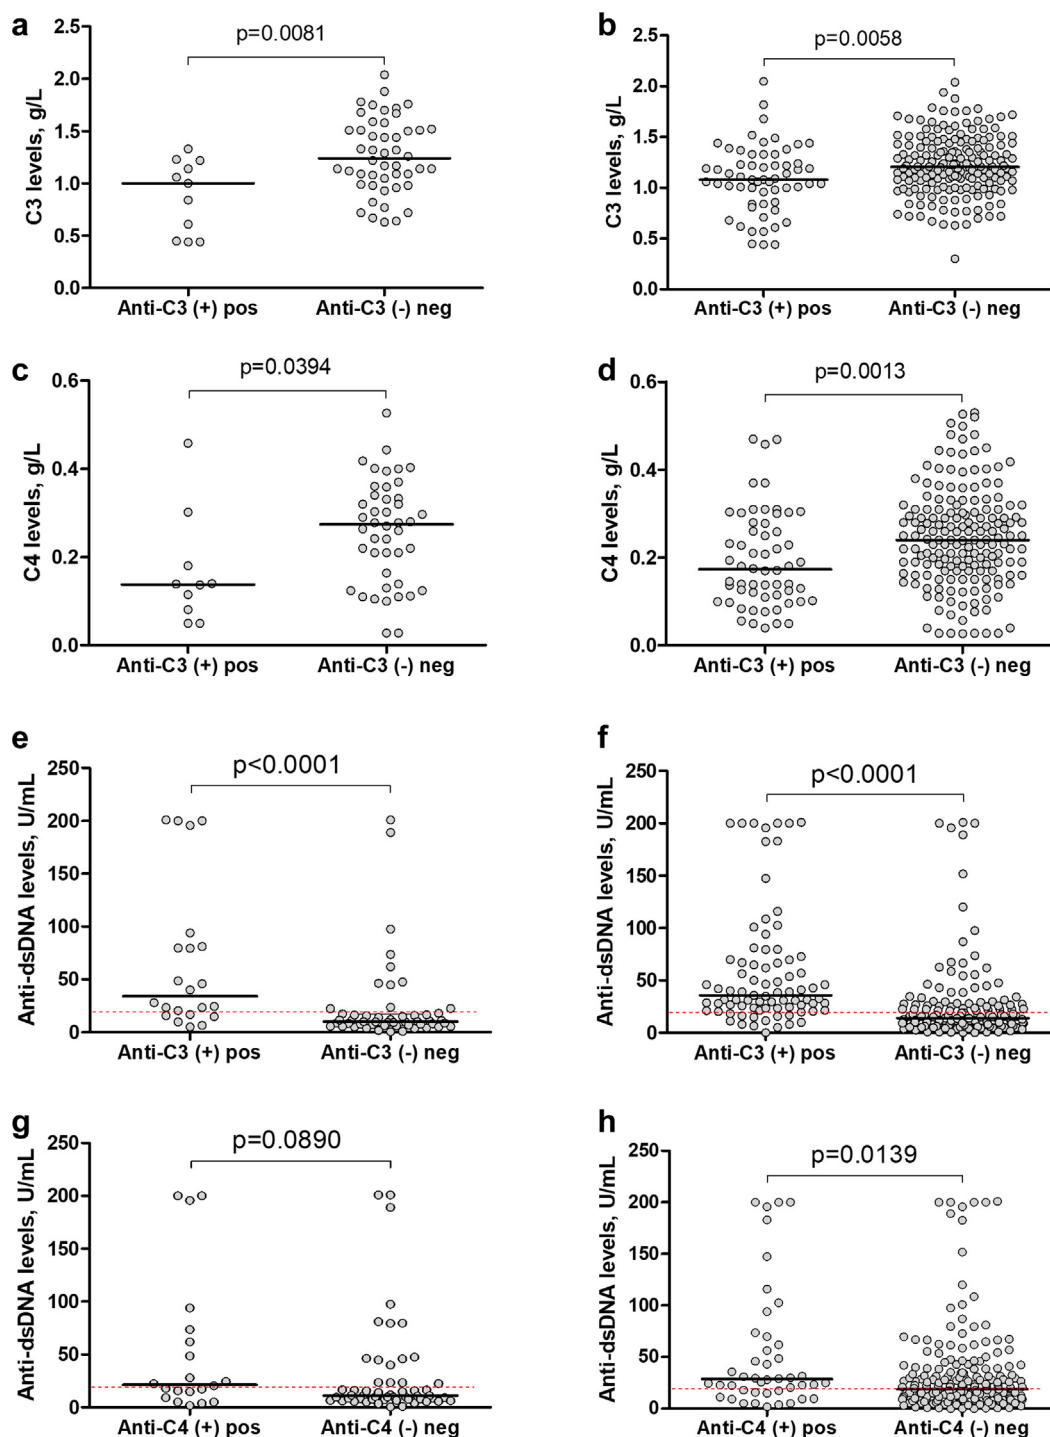 a
p=0.0081
C3 levels, g/L
2.5
2.0
1.5
1.0
0.5
0.0
Anti-C3 (+) pos
Anti-C3 (-) neg
b
p=0.0058
C3 levels, g/L
2.5
2.0
1.5
1.0
0.5
0.0
Anti-C3 (+) pos
Anti-C3 (-) neg
c
p=0.0394
C4 levels, g/L
0.6
0.4
0.2
0.0
Anti-C3 (+) pos
Anti-C3 (-) neg
d
p=0.0013
C4 levels, g/L
0.6
0.4
0.2
0.0
Anti-C3 (+) pos
Anti-C3 (-) neg
e
p<0.0001
Anti-dsDNA levels, U/mL
250
200
150
100
50
0
Anti-C3 (+) pos
Anti-C3 (-) neg
f
p<0.0001
Anti-dsDNA levels, U/mL
250
200
150
100
50
0
Anti-C3 (+) pos
Anti-C3 (-) neg
g
p=0.0890
Anti-dsDNA levels, U/mL
250
200
150
100
50
0
Anti-C4 (+) pos
Anti-C4 (-) neg
h
p=0.0139
Anti-dsDNA levels, U/mL
250
200
150
100
50
0
Anti-C4 (+) pos
Anti-C4 (-) neg